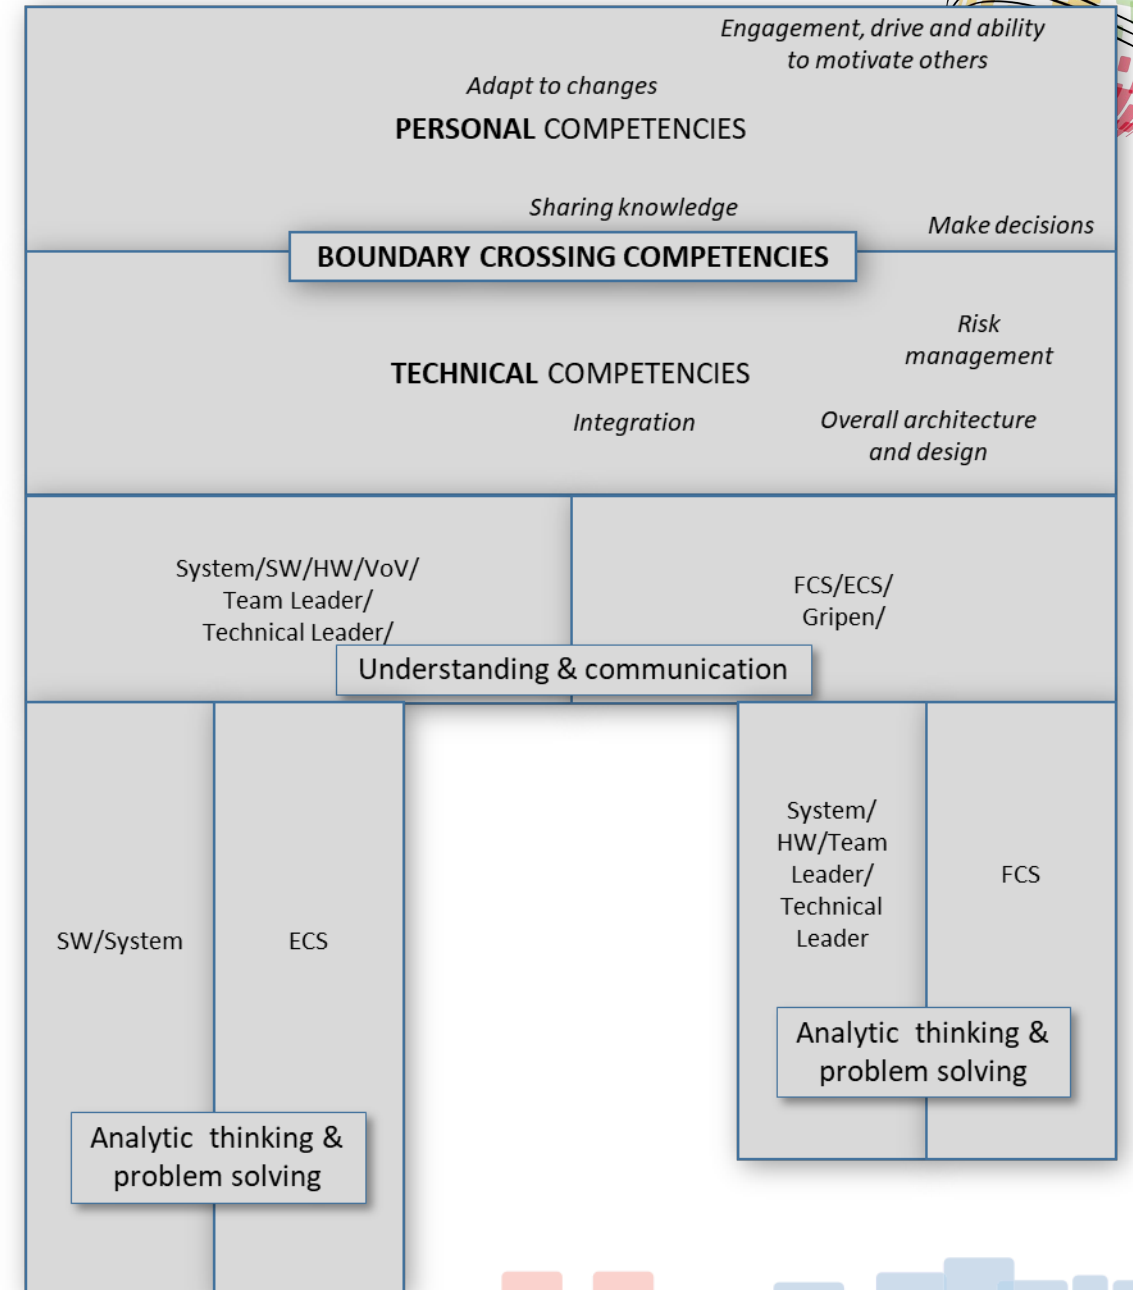 Engagement, drive and ability
to motivate others
Adapt to changes
PERSONAL COMPETENCIES
Sharing knowledge
Make decisions
BOUNDARY CROSSING COMPETENCIES
Risk
management
TECHNICAL COMPETENCIES
Integration
Overall architecture
and design
System/SW/HW/VoV/
Team Leader/
Technical Leader/
FCS/ECS/
Gripen/
Understanding & communication
SW/System
ECS
Analytic thinking &
problem solving
System/
HW/Team
Leader/
Technical
Leader
FCS
Analytic thinking &
problem solving